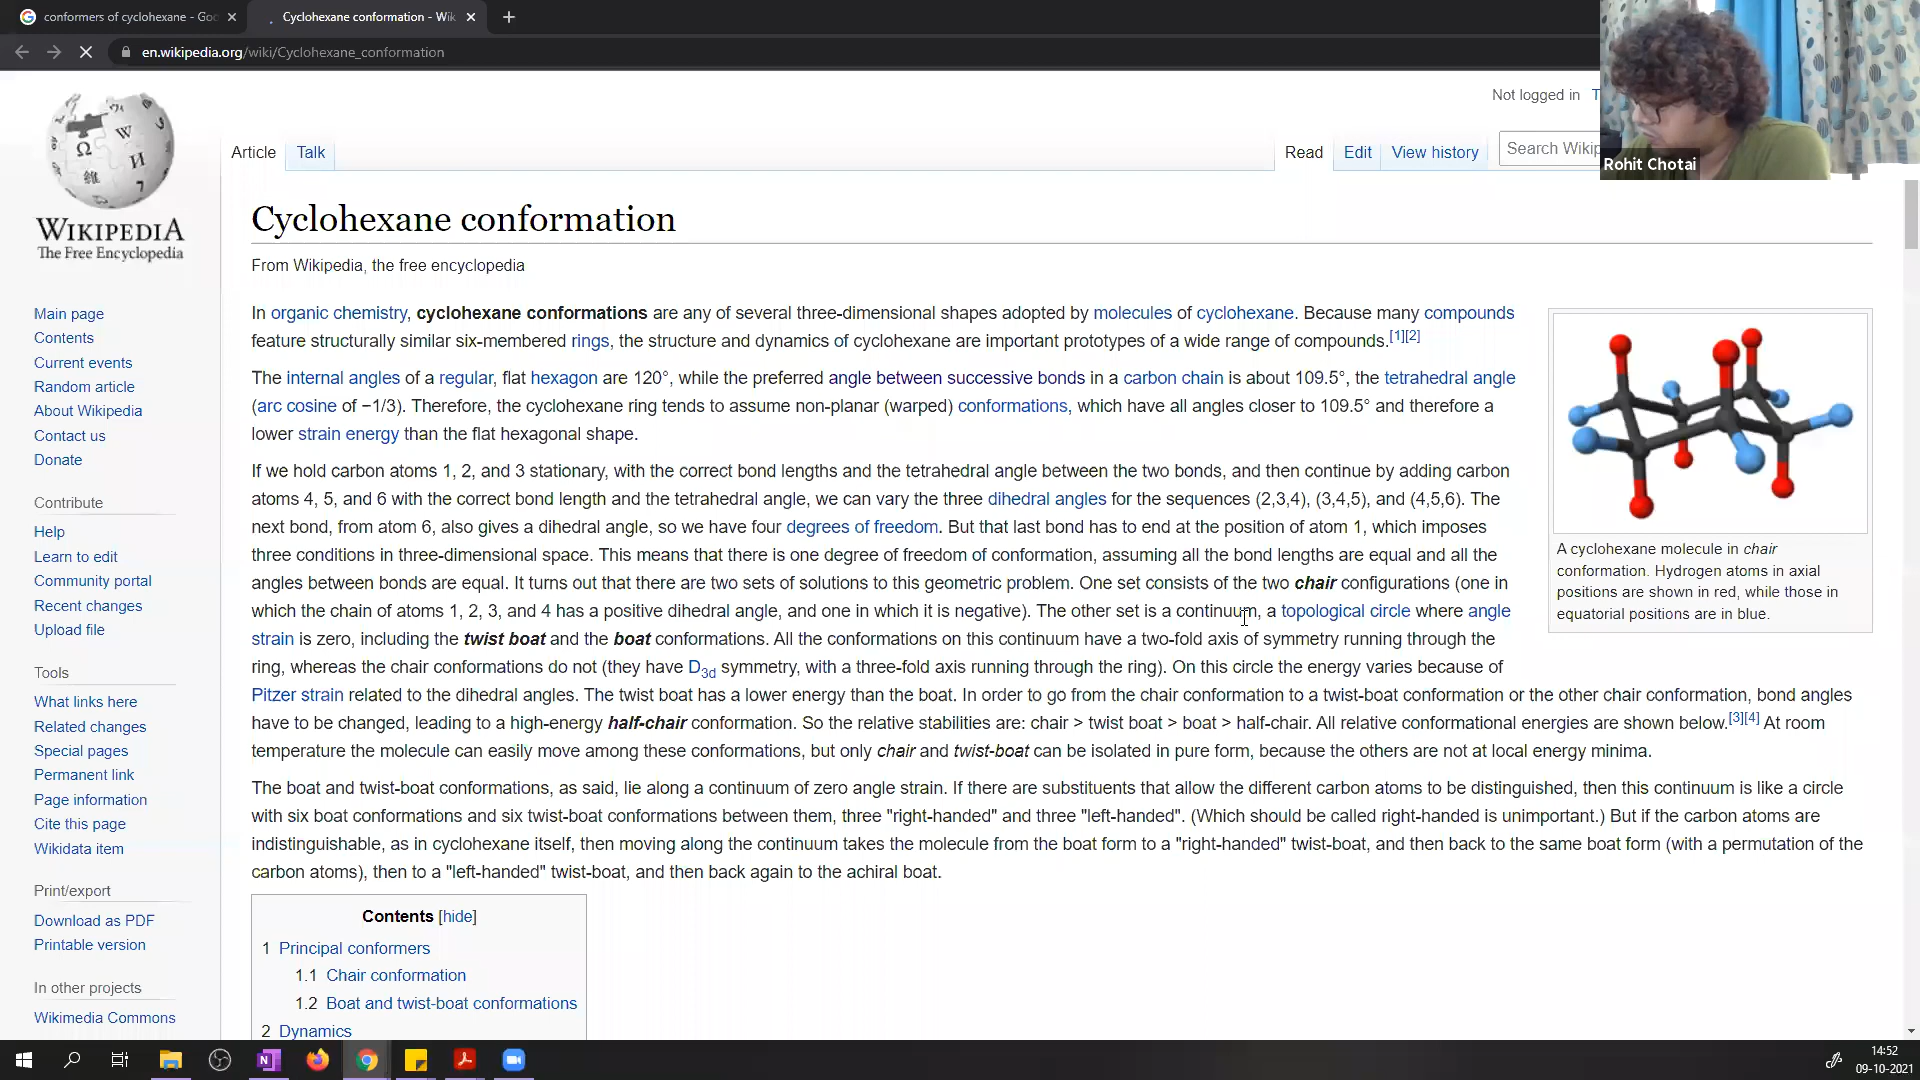 conformers of cyclohexane - Goo
Cyclohexane conformation - Wik
en.wikipedia.org/wiki/Cyclohexane_conformation
Rohit Chotai
Not logged in
Article
Talk
Read
Edit
View history
Search Wikip
WIKIPEDIA
The Free Encyclopedia
Main page
Contents
Current events
Random article
About Wikipedia
Contact us
Donate
Contribute
Help
Learn to edit
Community portal
Recent changes
Upload file
Tools
What links here
Related changes
Special pages
Permanent link
Page information
Cite this page
Wikidata item
Print/export
Download as PDF
Printable version
In other projects
Wikimedia Commons
Cyclohexane conformation
From Wikipedia, the free encyclopedia
In organic chemistry, cyclohexane conformations are any of several three-dimensional shapes adopted by molecules of cyclohexane. Because many compounds
feature structurally similar six-membered rings, the structure and dynamics of cyclohexane are important prototypes of a wide range of compounds.[1][2]
The internal angles of a regular, flat hexagon are 120°, while the preferred angle between successive bonds in a carbon chain is about 109.5°, the tetrahedral angle
(arc cosine of −1/3). Therefore, the cyclohexane ring tends to assume non-planar (warped) conformations, which have all angles closer to 109.5° and therefore a
lower strain energy than the flat hexagonal shape.
If we hold carbon atoms 1, 2, and 3 stationary, with the correct bond lengths and the tetrahedral angle between the two bonds, and then continue by adding carbon
atoms 4, 5, and 6 with the correct bond length and the tetrahedral angle, we can vary the three dihedral angles for the sequences (2,3,4), (3,4,5), and (4,5,6). The
next bond, from atom 6, also gives a dihedral angle, so we have four degrees of freedom. But that last bond has to end at the position of atom 1, which imposes
three conditions in three-dimensional space. This means that there is one degree of freedom of conformation, assuming all the bond lengths are equal and all the
angles between bonds are equal. It turns out that there are two sets of solutions to this geometric problem. One set consists of the two chair configurations (one in
which the chain of atoms 1, 2, 3, and 4 has a positive dihedral angle, and one in which it is negative). The other set is a continuum, a topological circle where angle
strain is zero, including the twist boat and the boat conformations. All the conformations on this continuum have a two-fold axis of symmetry running through the
ring, whereas the chair conformations do not (they have D3d symmetry, with a three-fold axis running through the ring). On this circle the energy varies because of
Pitzer strain related to the dihedral angles. The twist boat has a lower energy than the boat. In order to go from the chair conformation to a twist-boat conformation or the other chair conformation, bond angles
have to be changed, leading to a high-energy half-chair conformation. So the relative stabilities are: chair > twist boat > boat > half-chair. All relative conformational energies are shown below.[3][4] At room
temperature the molecule can easily move among these conformations, but only chair and twist-boat can be isolated in pure form, because the others are not at local energy minima.
The boat and twist-boat conformations, as said, lie along a continuum of zero angle strain. If there are substituents that allow the different carbon atoms to be distinguished, then this continuum is like a circle
with six boat conformations and six twist-boat conformations between them, three "right-handed" and three "left-handed". (Which should be called right-handed is unimportant.) But if the carbon atoms are
indistinguishable, as in cyclohexane itself, then moving along the continuum takes the molecule from the boat form to a "right-handed" twist-boat, and then back to the same boat form (with a permutation of the
carbon atoms), then to a "left-handed" twist-boat, and then back again to the achiral boat.
A cyclohexane molecule in chair
conformation. Hydrogen atoms in axial
positions are shown in red, while those in
equatorial positions are in blue.
Contents [hide]
1 Principal conformers
1.1 Chair conformation
1.2 Boat and twist-boat conformations
2 Dynamics
14:52
09-10-2021